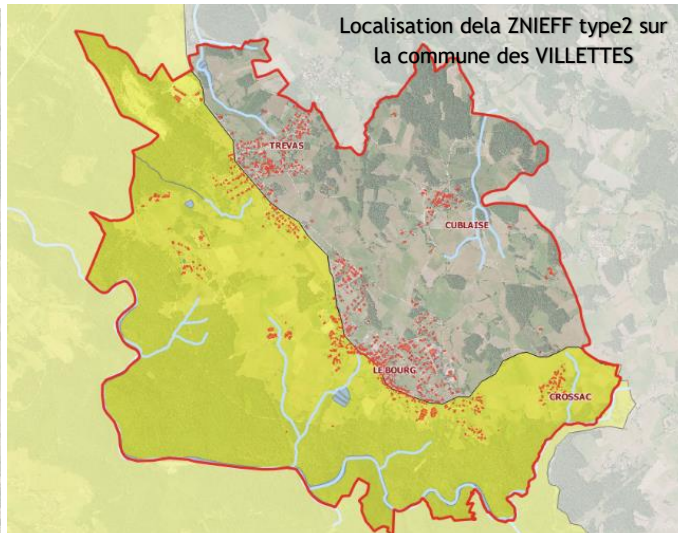 Localisation dela ZNIEFF type2 sur
la commune des VILLETTES
TREVAS
CUBLAISE
LE BOURG
CROSSAC